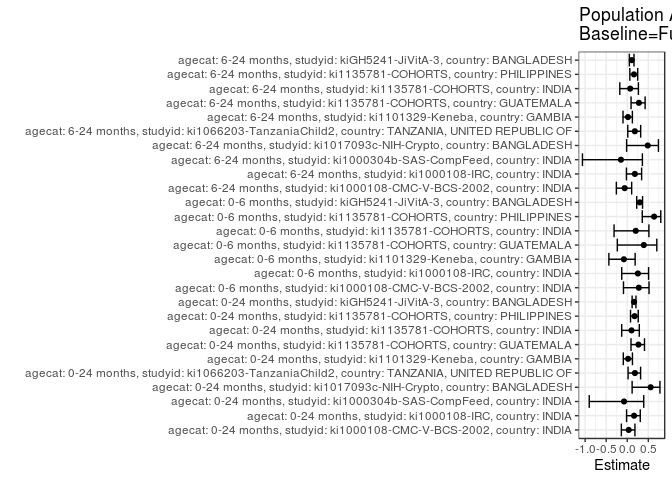 Population A
Baseline=Fu
agecat: 6-24 months, studyid: kiGH5241-JiVitA-3, country: BANGLADESH
agecat: 6-24 months, studyid: ki1135781-COHORTS, country: PHILIPPINES
agecat: 6-24 months, studyid: ki1135781-COHORTS, country: INDIA
agecat: 6-24 months, studyid: ki1135781-COHORTS, country: GUATEMALA
agecat: 6-24 months, studyid: ki1101329-Keneba, country: GAMBIA
agecat: 6-24 months, studyid: ki1066203-TanzaniaChild2, country: TANZANIA, UNITED REPUBLIC OF
agecat: 6-24 months, studyid: ki1017093c-NIH-Crypto, country: BANGLADESH
agecat: 6-24 months, studyid: ki1000304b-SAS-CompFeed, country: INDIA
agecat: 6-24 months, studyid: ki1000108-IRC, country: INDIA
agecat: 6-24 months, studyid: ki1000108-CMC-V-BCS-2002, country: INDIA
agecat: 0-6 months, studyid: kiGH5241-JiVitA-3, country: BANGLADESH
agecat: 0-6 months, studyid: ki1135781-COHORTS, country: PHILIPPINES
agecat: 0-6 months, studyid: ki1135781-COHORTS, country: INDIA
agecat: 0-6 months, studyid: ki1135781-COHORTS, country: GUATEMALA
agecat: 0-6 months, studyid: ki1101329-Keneba, country: GAMBIA
agecat: 0-6 months, studyid: ki1000108-IRC, country: INDIA
agecat: 0-6 months, studyid: ki1000108-CMC-V-BCS-2002, country: INDIA
agecat: 0-24 months, studyid: kiGH5241-JiVitA-3, country: BANGLADESH
agecat: 0-24 months, studyid: ki1135781-COHORTS, country: PHILIPPINES
agecat: 0-24 months, studyid: ki1135781-COHORTS, country: INDIA
agecat: 0-24 months, studyid: ki1135781-COHORTS, country: GUATEMALA
agecat: 0-24 months, studyid: ki1101329-Keneba, country: GAMBIA
agecat: 0-24 months, studyid: ki1066203-TanzaniaChild2, country: TANZANIA, UNITED REPUBLIC OF
agecat: 0-24 months, studyid: ki1017093c-NIH-Crypto, country: BANGLADESH
agecat: 0-24 months, studyid: ki1000304b-SAS-CompFeed, country: INDIA
agecat: 0-24 months, studyid: ki1000108-IRC, country: INDIA
agecat: 0-24 months, studyid: ki1000108-CMC-V-BCS-2002, country: INDIA
-1.0 -0.5 0.0 0.5
Estimate